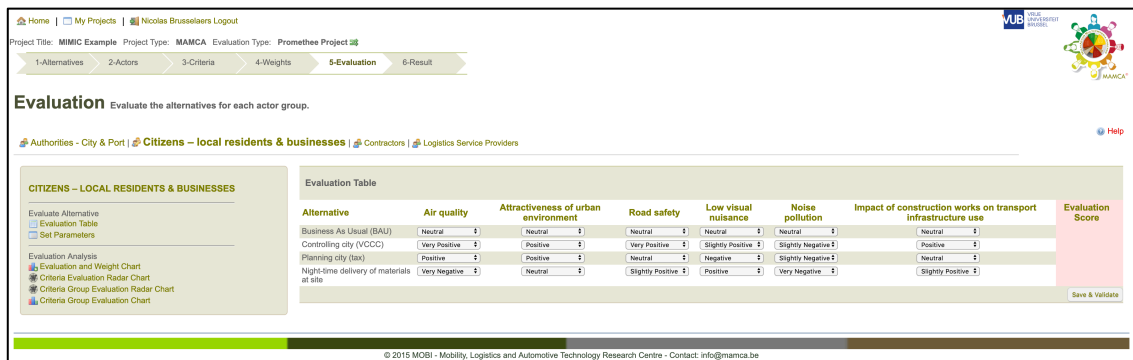 Home | My Projects | Nicolas Brusselaers Logout
VUB VRIJE UNIVERSITEIT BRUSSEL
MAMCA
Project Title: MIMiC Example Project Type: MAMCA Evaluation Type: Promethee Project
1-Alternatives 2-Actors 3-Criteria 4-Weights 5-Evaluation 6-Result
Evaluation Evaluate the alternatives for each actor group.
Help
Authorities - City & Port | Citizens – local residents & businesses | Contractors | Logistics Service Providers
CITIZENS – LOCAL RESIDENTS & BUSINESSES
Evaluate Alternative
Evaluation Table
Set Parameters
Evaluation Analysis
Evaluation and Weight Chart
Criteria Evaluation Radar Chart
Criteria Group Evaluation Radar Chart
Criteria Group Evaluation Chart
Evaluation Table
Alternative Air quality Attractiveness of urban environment Road safety Low visual nuisance Noise pollution Impact of construction works on transport infrastructure use Evaluation Score
Business As Usual (BAU) Neutral Neutral Neutral Neutral Neutral Neutral
Controlling city (VCCC) Very Positive Positive Very Positive Slightly Positive Slightly Negative Positive
Planning city (tax) Positive Positive Neutral Negative Slightly Negative Neutral
Night-time delivery of materials at site Very Negative Neutral Slightly Positive Positive Very Negative Slightly Positive
Save & Validate
© 2015 MOBI - Mobility, Logistics and Automotive Technology Research Centre - Contact: info@mamca.be